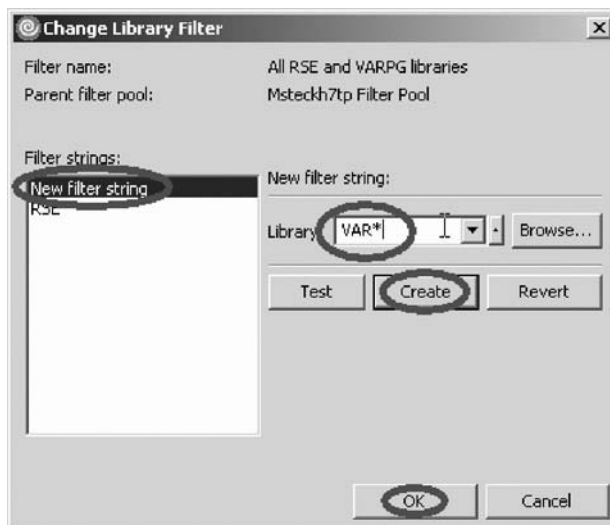 Change Library Filter
Filter name: All RSE and VARPG libraries
Parent filter pool: Msteckh7tp Filter Pool
Filter strings:
New filter string
RSE
New filter string:
Library VAR* Browse...
Test Create Revert
OK Cancel